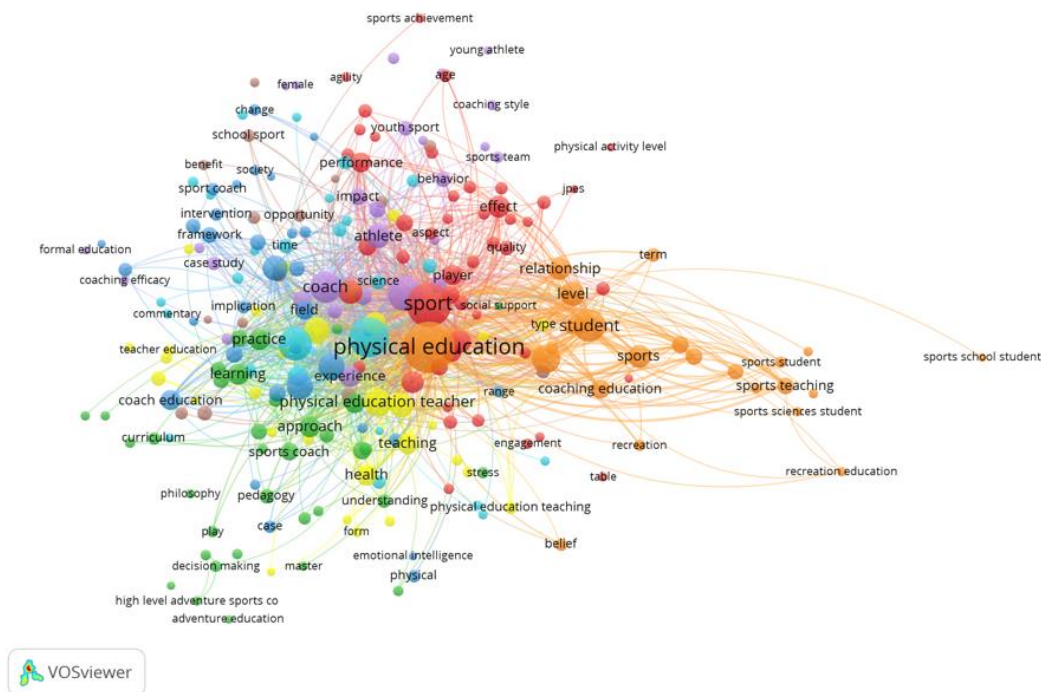 sports achievement
young athlete
age
agility
female
coaching style
change
youth sport
school sport
physical activity level
performance
sports team
benefit
society
behavior
sport coach
impact
jpes
effect
intervention
opportunity
framework
athlete
aspect
time
quality
formal education
term
case study
relationship
player
coaching efficacy
science
coach
level
sport
social support
implication
field
commentary
type
student
practice
physical education
teacher education
sports
sports student
sports school student
learning
experience
coaching education
sports teaching
range
coach education
physical education teacher
sports sciences student
approach
curriculum
teaching
engagement
recreation
sports coach
recreation education
health
stress
table
philosophy
pedagogy
understanding
physical education teaching
play
case
form
belief
emotional intelligence
decision making
master
physical
high level adventure sports co
adventure education
VOSviewer